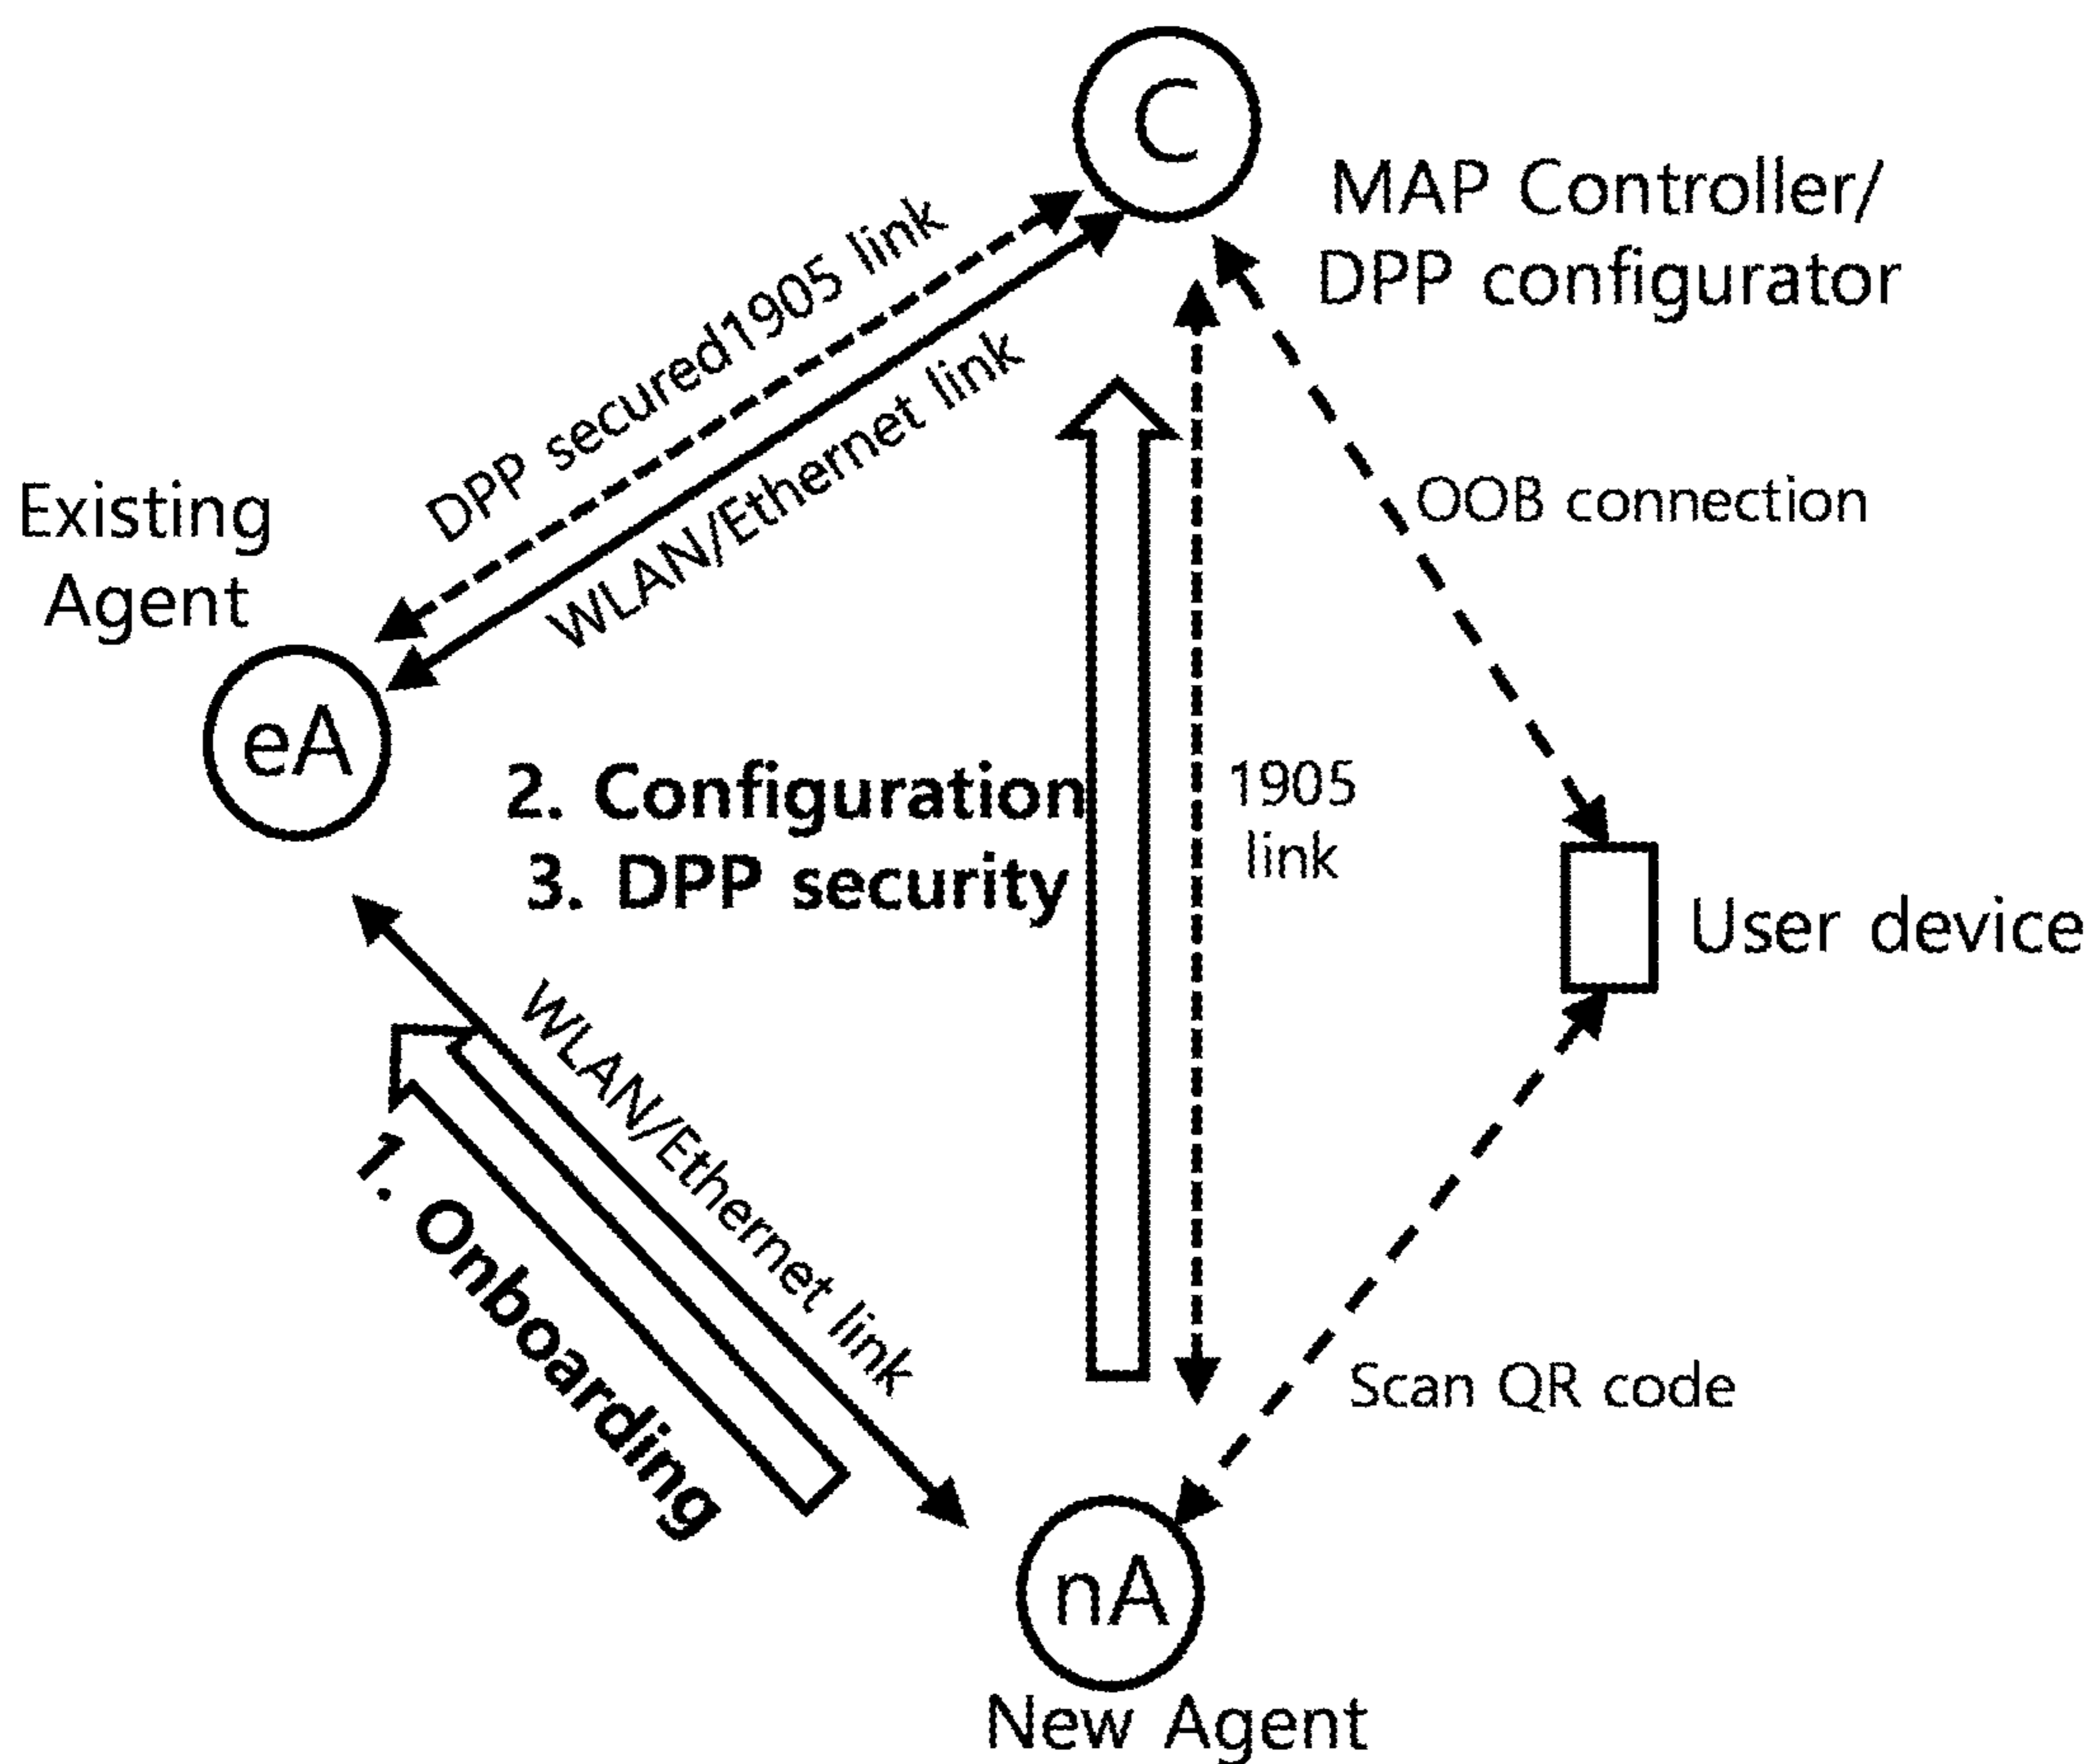 C
MAP Controller/
DPP configurator
DPP secured1905 link
WLAN/Ethernet link
OOB connection
Existing
Agent
eA
2. Configuration
3. DPP security
1905
link
User device
WLAN/Ethernet link
1. Onboarding
Scan QR code
nA
New Agent